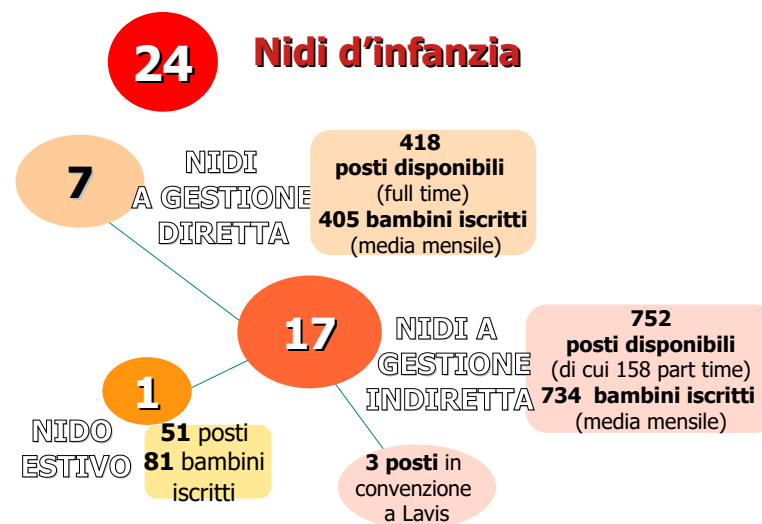 24
Nidi d’infanzia
7
NIDI
A GESTIONE
DIRETTA
418
posti disponibili
(full time)
405 bambini iscritti
(media mensile)
17
NIDI A
GESTIONE
INDIRETTA
752
posti disponibili
(di cui 158 part time)
734 bambini iscritti
(media mensile)
1
NIDO
ESTIVO
51 posti
81 bambini
iscritti
3 posti in
convenzione
a Lavis